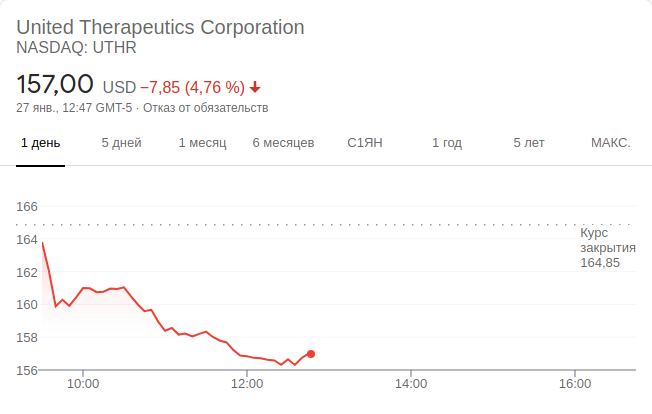 United Therapeutics Corporation
NASDAQ: UTHR
157,00 USD −7,85 (4,76 %)
27 янв., 12:47 GMT-5 · Отказ от обязательств
1 день 5 дней 1 месяц 6 месяцев С1ЯН 1 год 5 лет МАКС.
166
164
162
160
158
156
Курс
закрытия
164,85
10:00 12:00 14:00 16:00